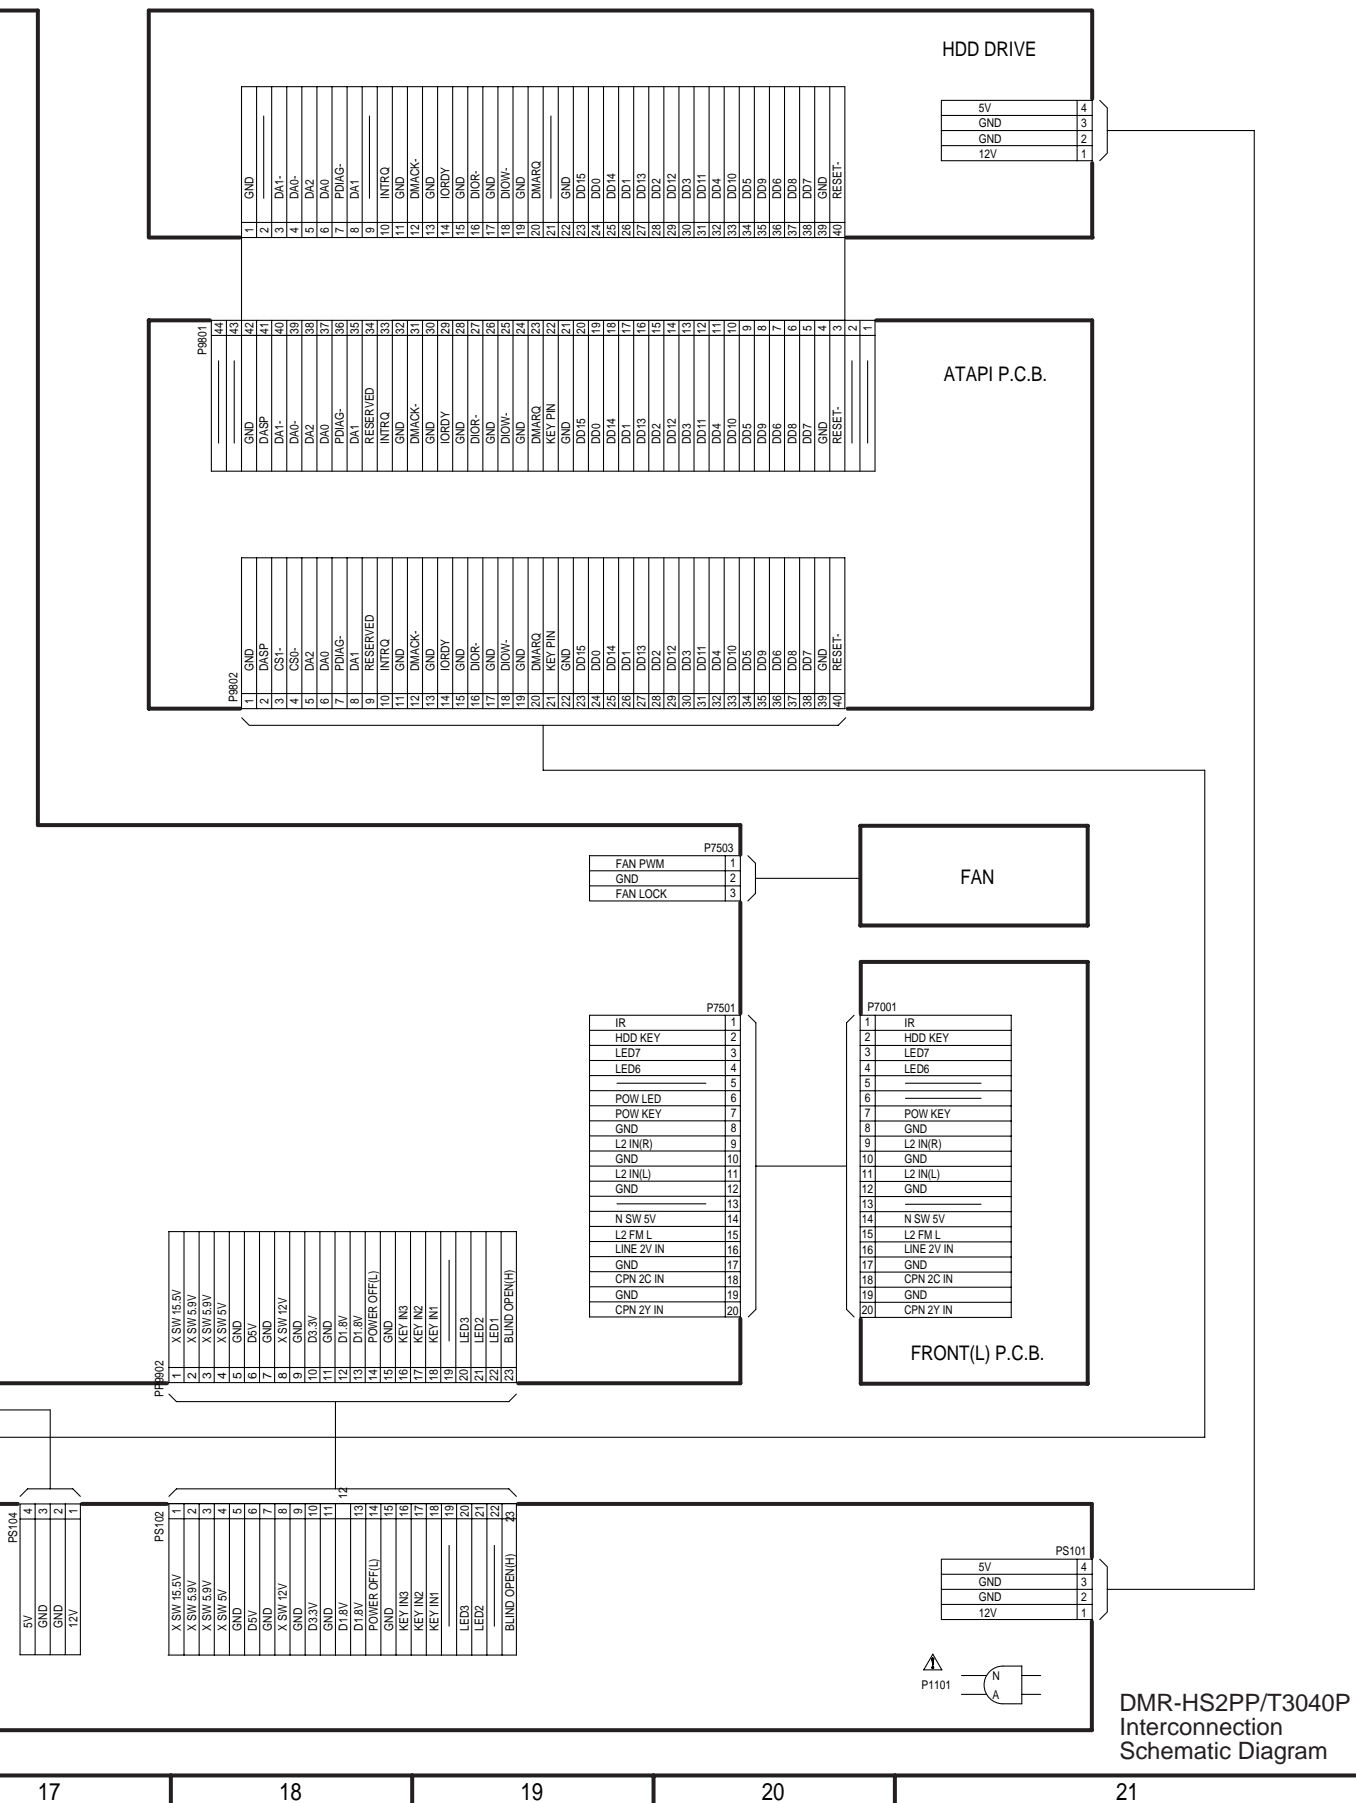 HDD DRIVE
5V 4
GND 3
GND 2
12V 1
GND DA1- DA0- DA2 DA0 PDIAG- DA1 INTRQ GND DMACK- GND IORDY GND DIOR- GND DIOW- GND DMARQ GND DD15 DD0 DD14 DD1 DD13 DD2 DD12 DD3 DD11 DD4 DD10 DD5 DD9 DD6 DD8 DD7 GND RESET-
1 2 3 4 5 6 7 8 9 10 11 12 13 14 15 16 17 18 19 20 21 22 23 24 25 26 27 28 29 30 31 32 33 34 35 36 37 38 39 40
P9801
44 43 42 41 40 39 38 37 36 35 34 33 32 31 30 29 28 27 26 25 24 23 22 21 20 19 18 17 16 15 14 13 12 11 10 9 8 7 6 5 4 3 2 1
GND DASP DA1- DA0- DA2 DA0 PDIAG- DA1 RESERVED INTRQ GND DMACK- GND IORDY GND DIOR- GND DIOW- GND DMARQ KEY PIN GND DD15 DD0 DD14 DD1 DD13 DD2 DD12 DD3 DD11 DD4 DD10 DD5 DD9 DD6 DD8 DD7 GND RESET-
ATAPI P.C.B.
GND DASP CS1- CS0- DA2 DA0 PDIAG- DA1 RESERVED INTRQ GND DMACK- GND IORDY GND DIOR- GND DIOW- GND DMARQ KEY PIN GND DD15 DD0 DD14 DD1 DD13 DD2 DD12 DD3 DD11 DD4 DD10 DD5 DD9 DD6 DD8 DD7 GND RESET-
P9802
1 2 3 4 5 6 7 8 9 10 11 12 13 14 15 16 17 18 19 20 21 22 23 24 25 26 27 28 29 30 31 32 33 34 35 36 37 38 39 40
P7503
FAN PWM 1
GND 2
FAN LOCK 3
FAN
P7501
IR 1
HDD KEY 2
LED7 3
LED6 4
5
POW LED 6
POW KEY 7
GND 8
L2 IN(R) 9
GND 10
L2 IN(L) 11
GND 12
13
N SW 5V 14
L2 FM L 15
LINE 2V IN 16
GND 17
CPN 2C IN 18
GND 19
CPN 2Y IN 20
P7001
1 IR
2 HDD KEY
3 LED7
4 LED6
5
6
7 POW KEY
8 GND
9 L2 IN(R)
10 GND
11 L2 IN(L)
12 GND
13
14 N SW 5V
15 L2 FM L
16 LINE 2V IN
17 GND
18 CPN 2C IN
19 GND
20 CPN 2Y IN
FRONT(L) P.C.B.
X SW 15.5V X SW 5.9V X SW 5.9V X SW 5V GND D5V GND X SW 12V GND D3.3V GND D1.8V D1.8V POWER OFF(L) GND KEY IN3 KEY IN2 KEY IN1 LED3 LED2 LED1 BLIND OPEN(H)
PP9902
1 2 3 4 5 6 7 8 9 10 11 12 13 14 15 16 17 18 19 20 21 22 23
PS104
4 3 2 1
5V GND GND 12V
PS102
1 2 3 4 5 6 7 8 9 10 11 12 13 14 15 16 17 18 19 20 21 22 23
X SW 15.5V X SW 5.9V X SW 5.9V X SW 5V GND D5V GND X SW 12V GND D3.3V GND D1.8V D1.8V POWER OFF(L) GND KEY IN3 KEY IN2 KEY IN1 LED3 LED2 BLIND OPEN(H)
PS101
5V 4
GND 3
GND 2
12V 1
P1101
N
A
DMR-HS2PP/T3040P
Interconnection
Schematic Diagram
17 18 19 20 21